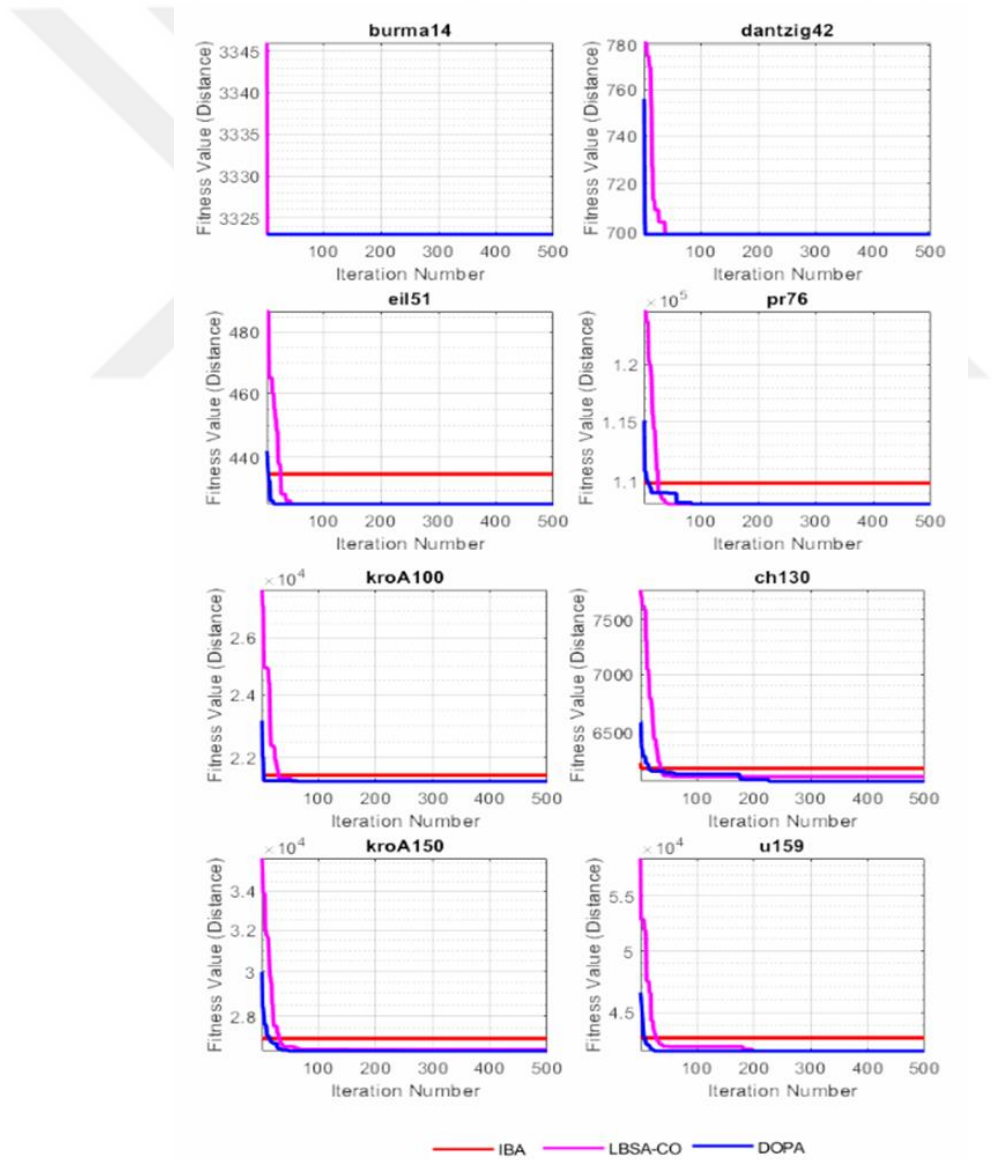 burma14
Fitness Value (Distance)
3345
3340
3335
3330
3325
100 200 300 400 500
Iteration Number
dantzig42
Fitness Value (Distance)
780
760
740
720
700
100 200 300 400 500
Iteration Number
eil51
Fitness Value (Distance)
480
460
440
100 200 300 400 500
Iteration Number
pr76
× 10^5
Fitness Value (Distance)
1.2
1.15
1.1
100 200 300 400 500
Iteration Number
kroA100
× 10^4
Fitness Value (Distance)
2.6
2.4
2.2
100 200 300 400 500
Iteration Number
ch130
Fitness Value (Distance)
7500
7000
6500
100 200 300 400 500
Iteration Number
kroA150
× 10^4
Fitness Value (Distance)
3.4
3.2
3
2.8
100 200 300 400 500
Iteration Number
u159
× 10^4
Fitness Value (Distance)
5.5
5
4.5
100 200 300 400 500
Iteration Number
IBA LBSA-CO DOPA